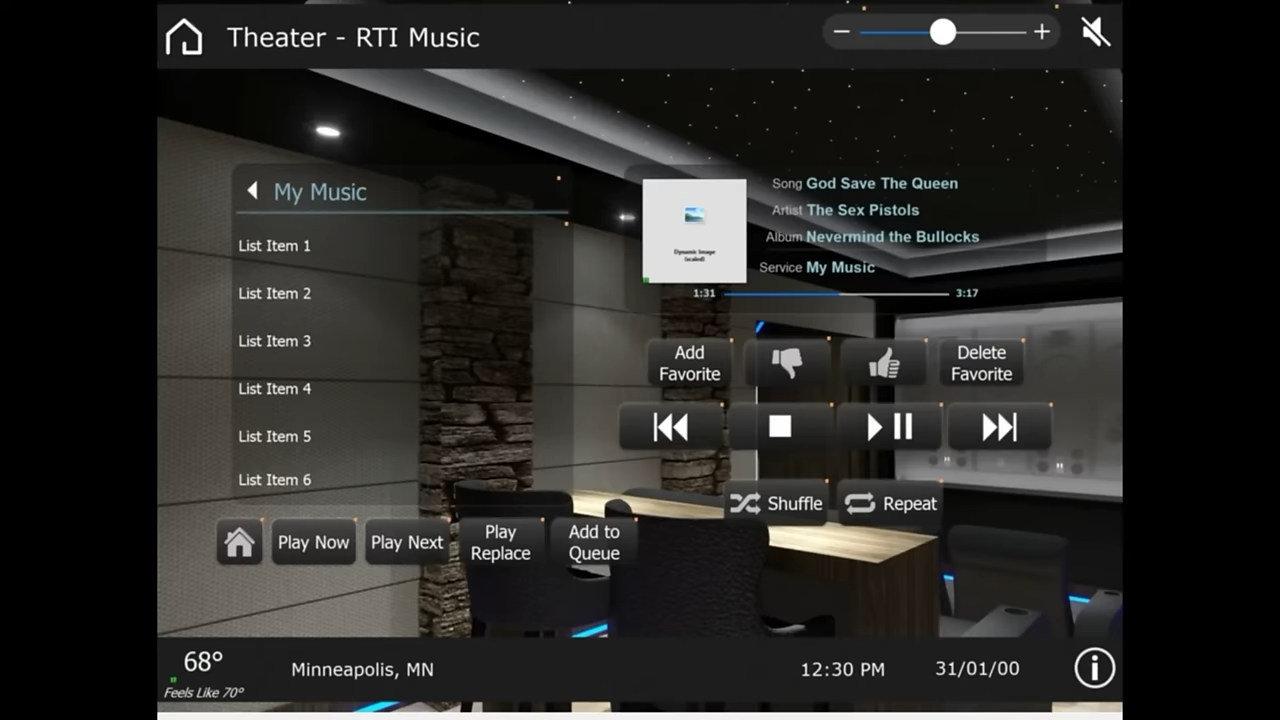 Theater - RTI Music
My Music
List Item 1
List Item 2
List Item 3
List Item 4
List Item 5
List Item 6
Play Now
Play Next
Play
Replace
Add to
Queue
Dynamic Image
(scaled)
Song God Save The Queen
Artist The Sex Pistols
Album Nevermind the Bullocks
Service My Music
1:31
3:17
Add
Favorite
Delete
Favorite
Shuffle
Repeat
68°
Feels Like 70°
Minneapolis, MN
12:30 PM
31/01/00